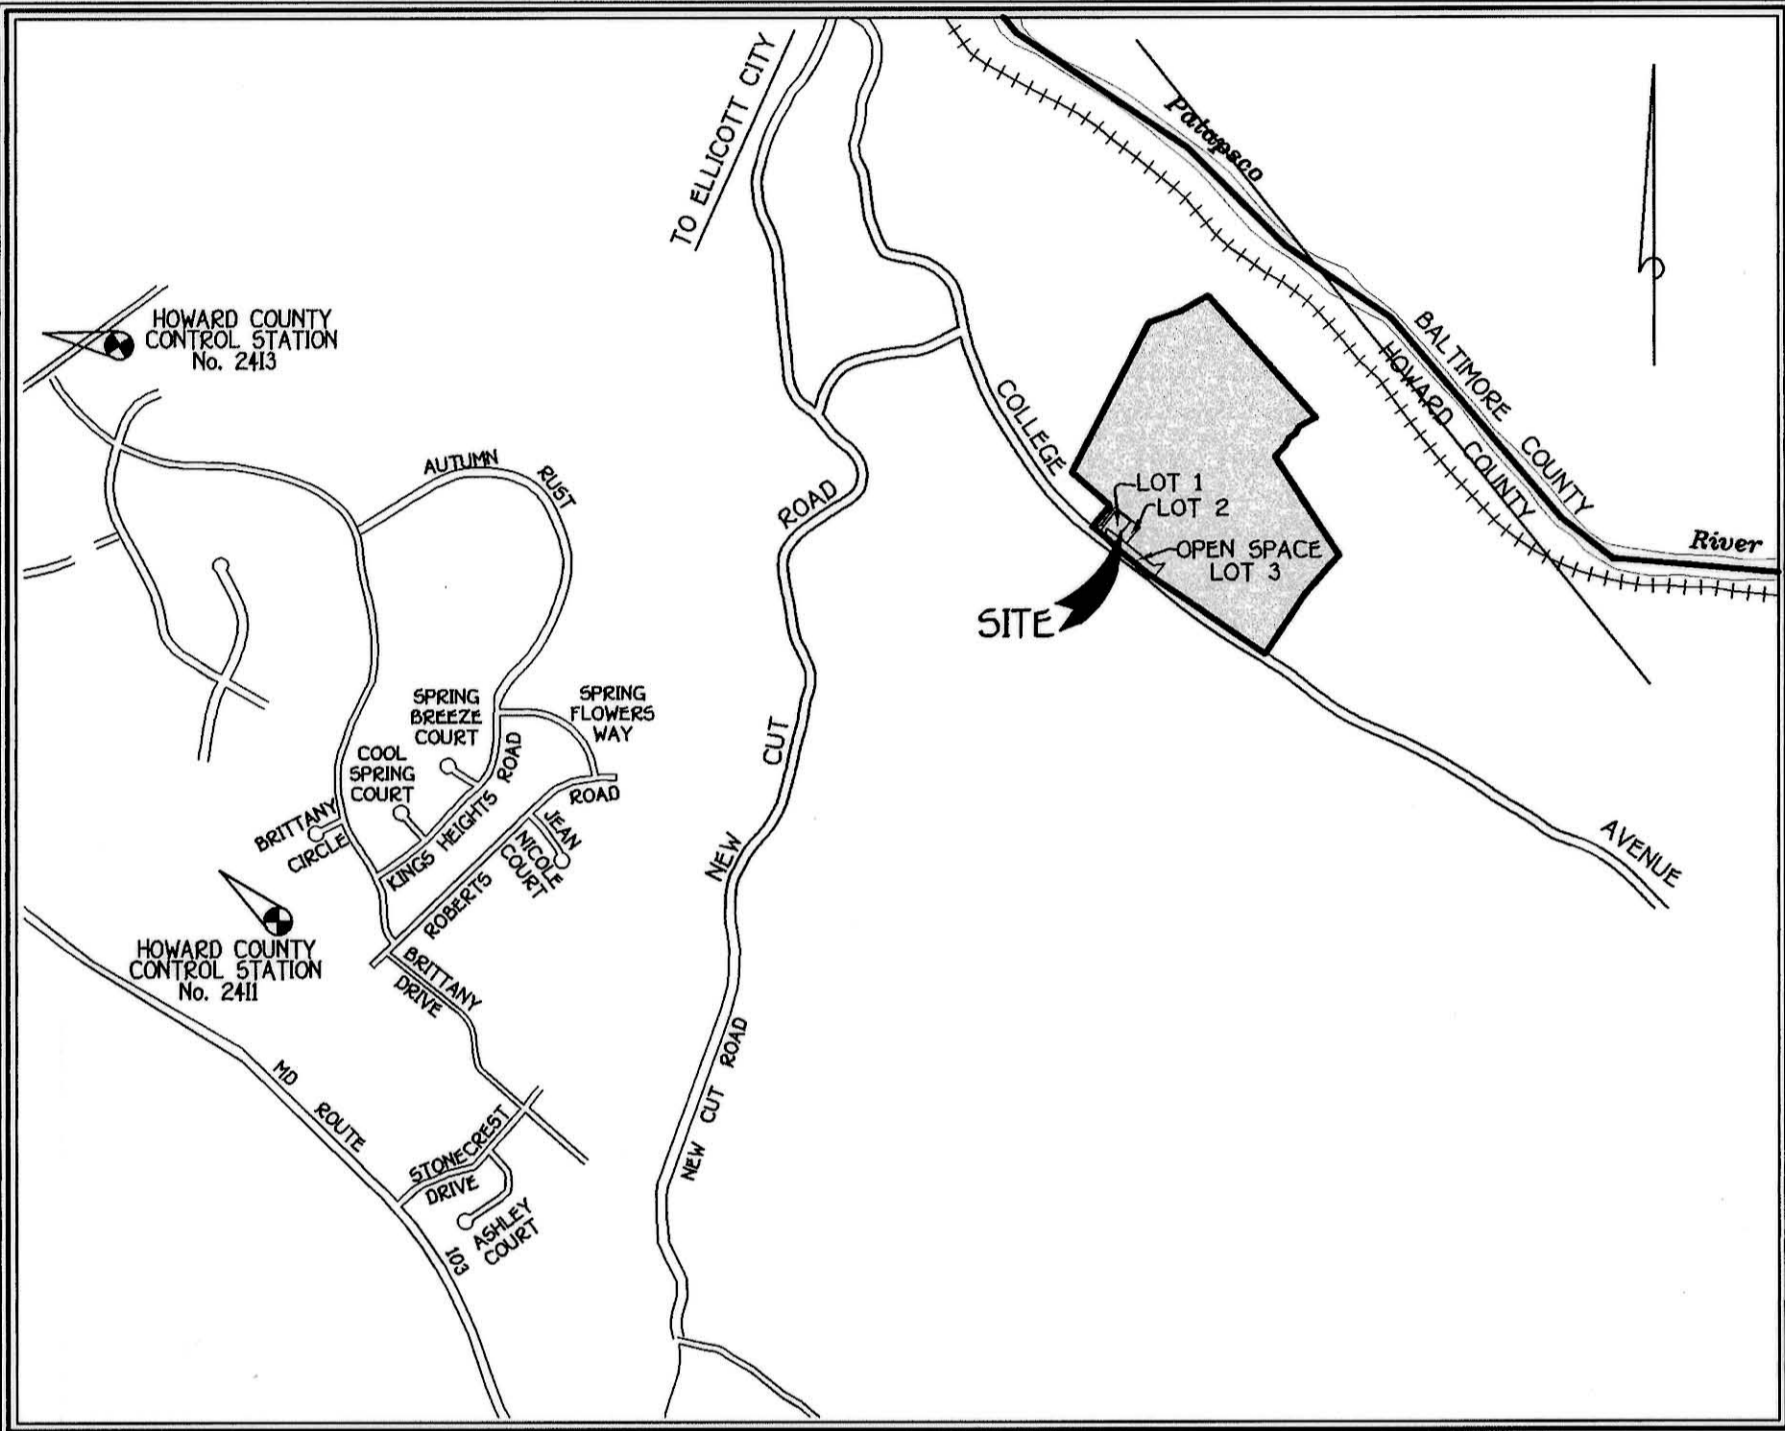 TO ELLICOTT CITY
Patapsco
HOWARD COUNTY
CONTROL STATION
No. 24I3
BALTIMORE COUNTY
HOWARD COUNTY
River
COLLEGE
AVENUE
LOT 1
LOT 2
OPEN SPACE
LOT 3
SITE
AUTUMN RUST
ROAD
CUT
NEW
SPRING
BREEZE
COURT
SPRING
FLOWERS
WAY
COOL
SPRING
COURT
BRITTANY
CIRCLE
KINGS HEIGHTS ROAD
ROBERTS ROAD
JEAN
NICOLE
COURT
HOWARD COUNTY
CONTROL STATION
No. 24I1
BRITTANY
DRIVE
NEW CUT ROAD
MD ROUTE 103
STONECREST
DRIVE
ASHLEY
COURT